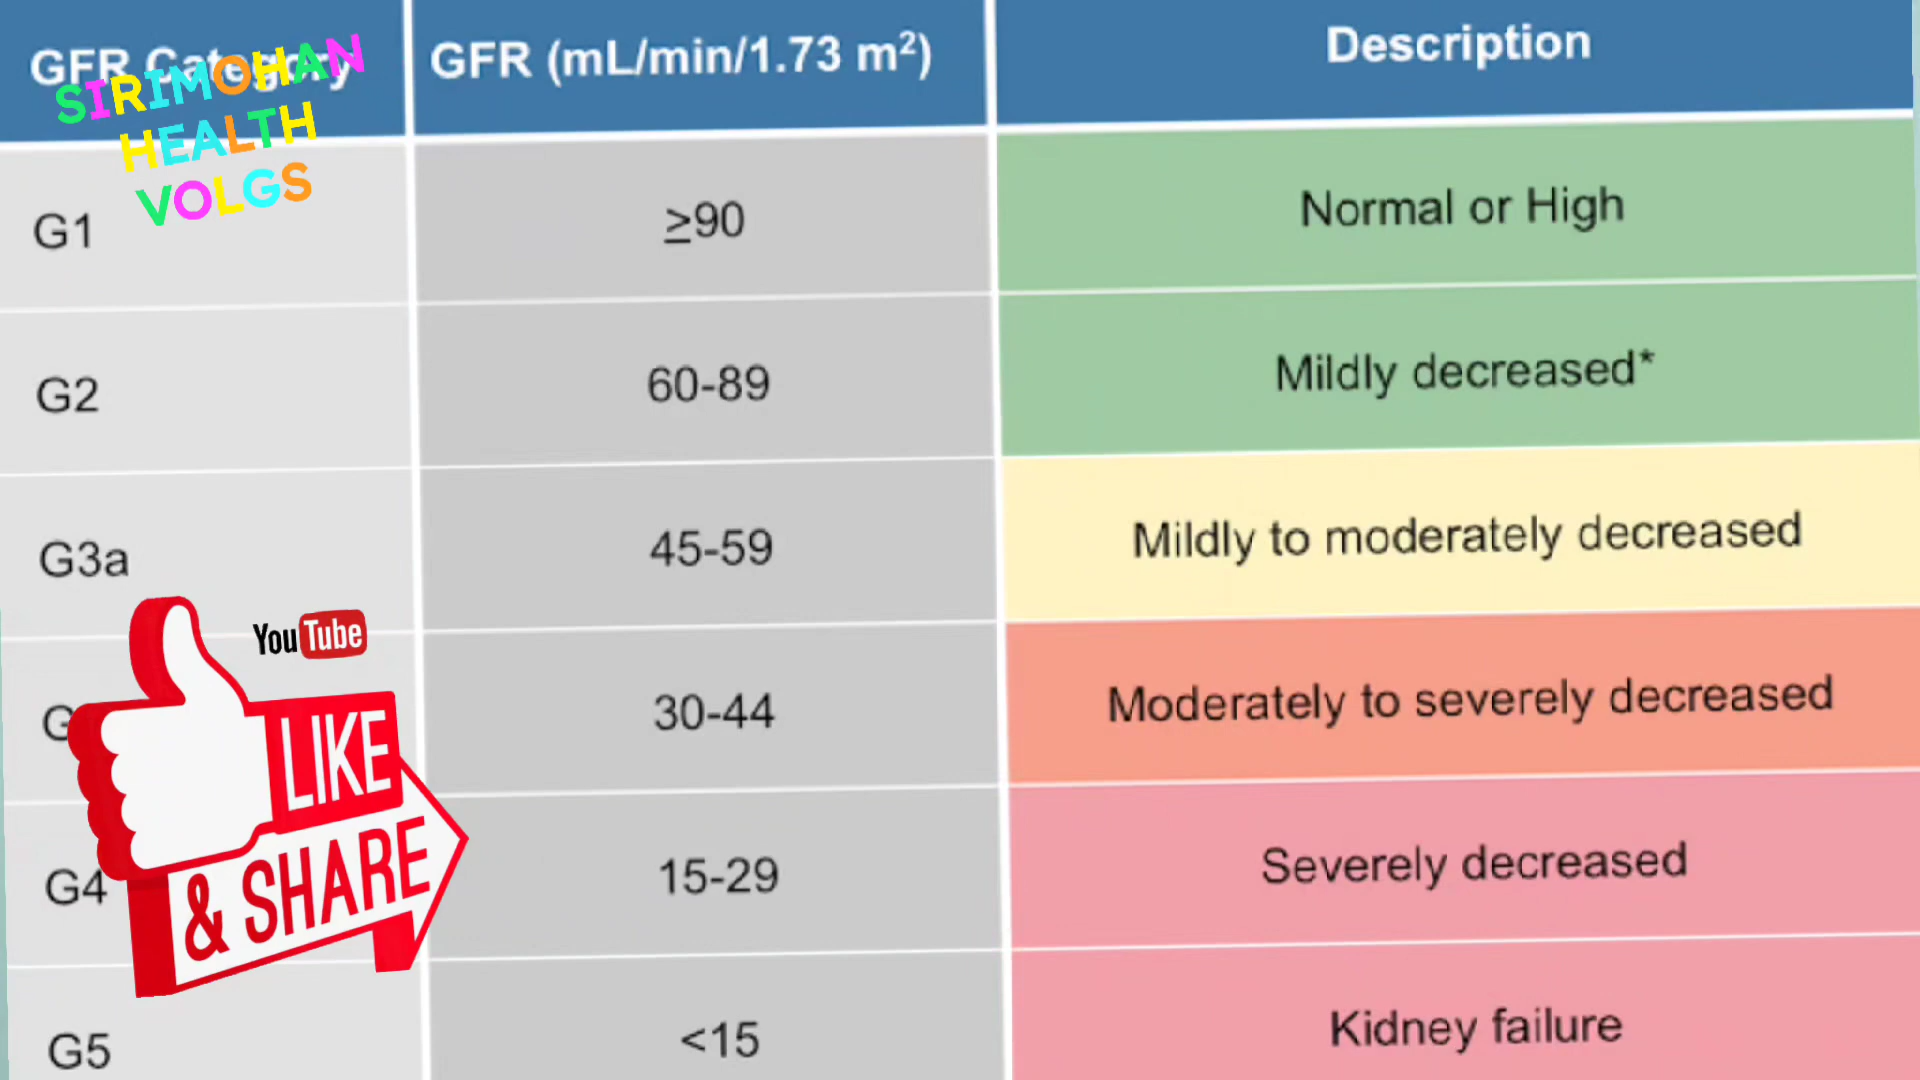 GFR Category GFR (mL/min/1.73 m²) Description
SIRIMOHAN
HEALTH
VOLGS
G1 ≥90 Normal or High
G2 60-89 Mildly decreased*
G3a 45-59 Mildly to moderately decreased
YouTube
30-44 Moderately to severely decreased
LIKE
& SHARE
G4 15-29 Severely decreased
G5 <15 Kidney failure